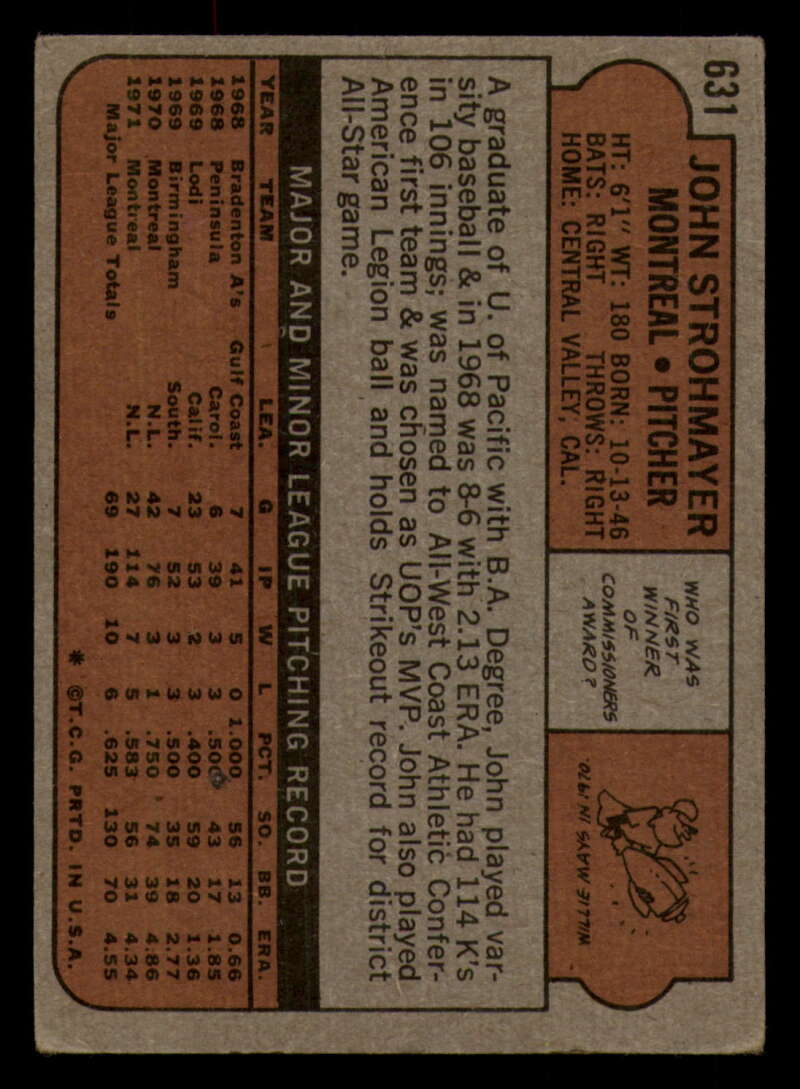 631
JOHN STROHMAYER
MONTREAL • PITCHER
HT: 6'1" WT: 180 BORN: 10-13-46
BATS: RIGHT THROWS: RIGHT
HOME: CENTRAL VALLEY, CAL.
WHO WAS
FIRST
WINNER
OF
COMMISSIONERS
AWARD?
WILLIE MAYS IN 1970.
A graduate of U. of Pacific with B.A. Degree, John played var-
sity baseball & in 1968 was 8-6 with 2.13 ERA. He had 114 K's
in 106 innings; was named to All-West Coast Athletic Confer-
ence first team & was chosen as UOP's MVP. John also played
American Legion ball and holds Strikeout record for district
All-Star game.
MAJOR AND MINOR LEAGUE PITCHING RECORD
YEAR TEAM LEA. G IP W L PCT. SO. BB. ERA.
1968 Bradenton A's Gulf Coast 7 41 5 0 1.000 56 13 0.66
1968 Peninsula Carol. 6 39 3 3 .500 43 17 1.85
1969 Lodi Calif. 23 53 2 3 .400 59 20 1.36
1969 Birmingham South. 7 52 3 3 .500 35 18 2.77
1970 Montreal N.L. 42 76 3 1 .750 74 39 4.86
1971 Montreal N.L. 27 114 7 5 .583 56 31 4.34
Major League Totals 69 190 10 6 .625 130 70 4.55
* ©T.C.G. PRTD. IN U.S.A.